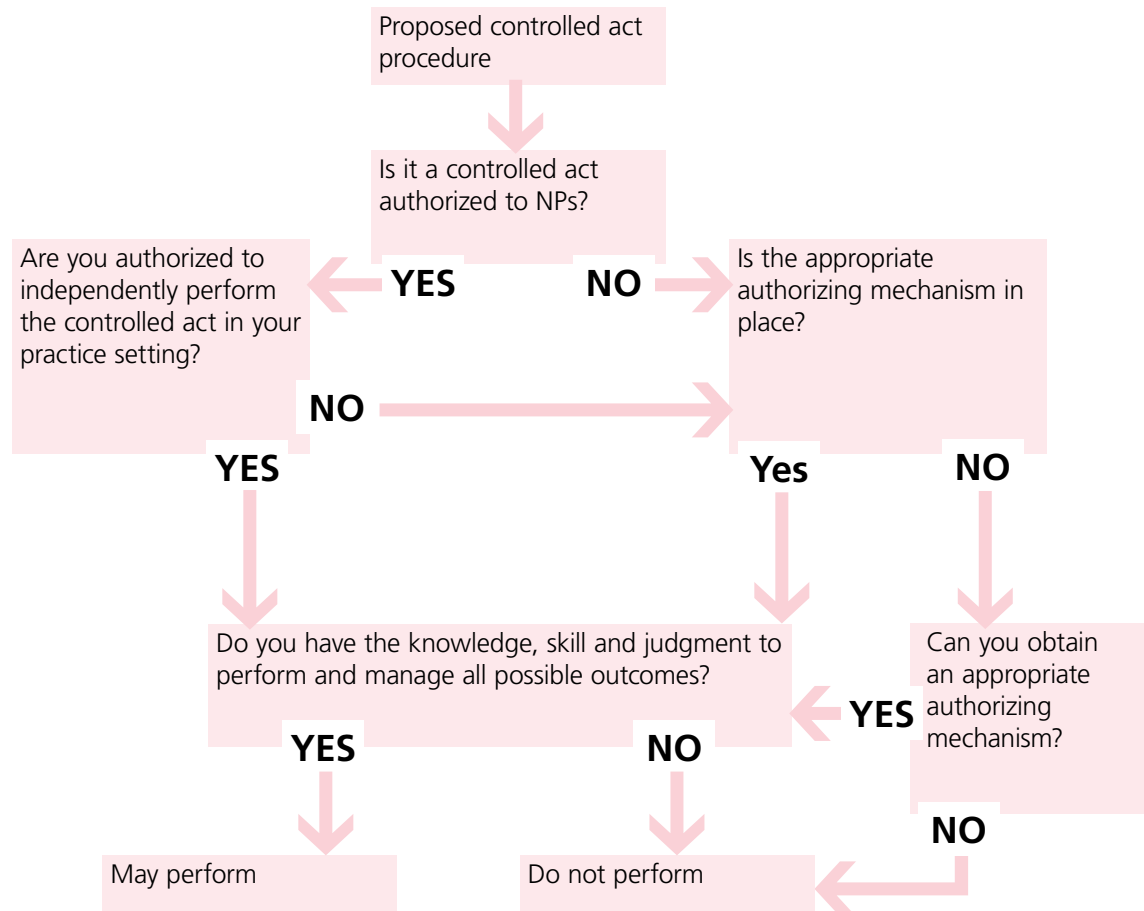 Proposed controlled act
procedure
Is it a controlled act
authorized to NPs?
YES
NO
Are you authorized to
independently perform
the controlled act in your
practice setting?
NO
YES
Is the appropriate
authorizing mechanism in
place?
Yes
NO
Do you have the knowledge, skill and judgment to
perform and manage all possible outcomes?
YES
NO
Can you obtain
an appropriate
authorizing
mechanism?
YES
NO
May perform
Do not perform